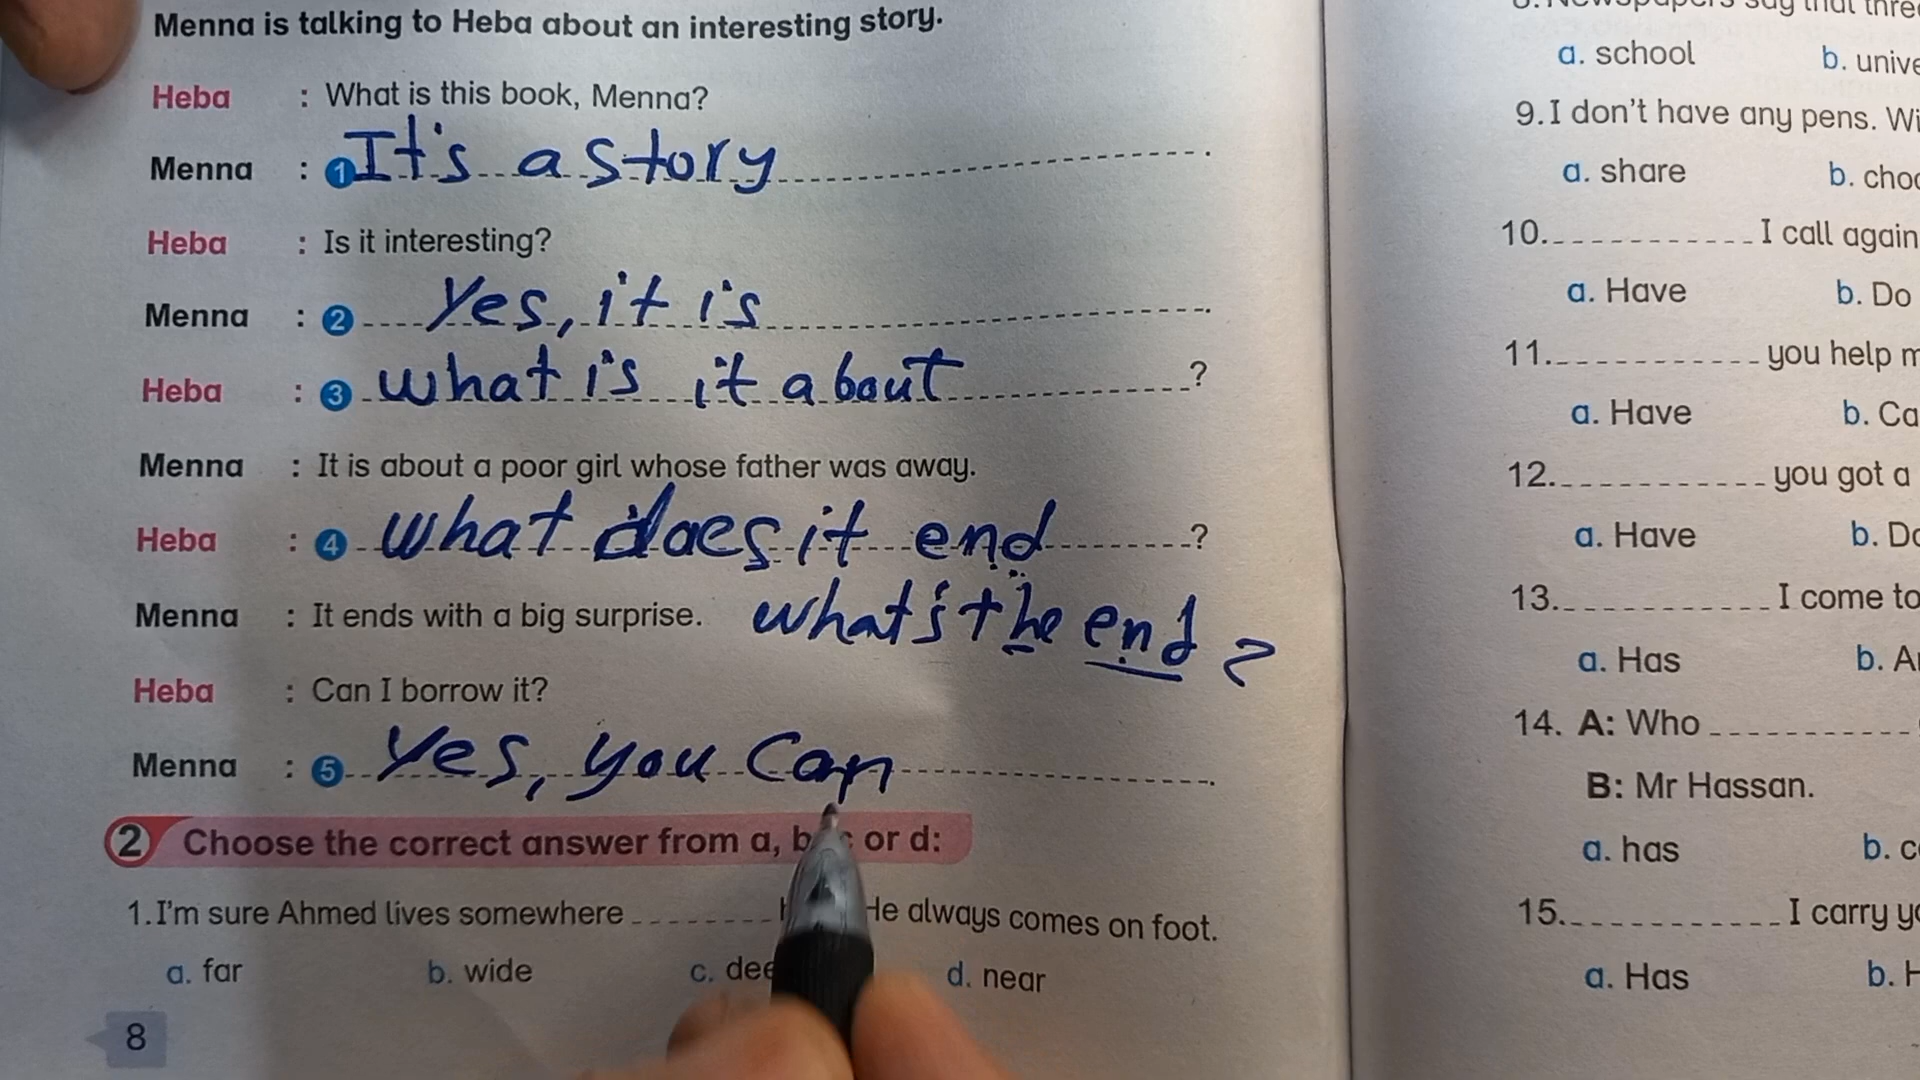 Menna is talking to Heba about an interesting story.
Heba : What is this book, Menna?
Menna : 1 It's a story.
Heba : Is it interesting?
Menna : 2 Yes, it is.
Heba : 3 what is it about?
Menna : It is about a poor girl whose father was away.
Heba : 4 what does it end?
Menna : It ends with a big surprise. what's the end?
Heba : Can I borrow it?
Menna : 5 Yes, you can.
2 Choose the correct answer from a, b, or d:
1. I'm sure Ahmed lives somewhere He always comes on foot.
a. far b. wide c. d. near
8
a. school b.
9. I don't have any pens.
a. share b.
10. I call again
a. Have b. Do
11. you help
a. Have b.
12. you got a
a. Have b.
13. I come to
a. Has b.
14. A: Who
B: Mr Hassan.
a. has b.
15. I carry
a. Has b.